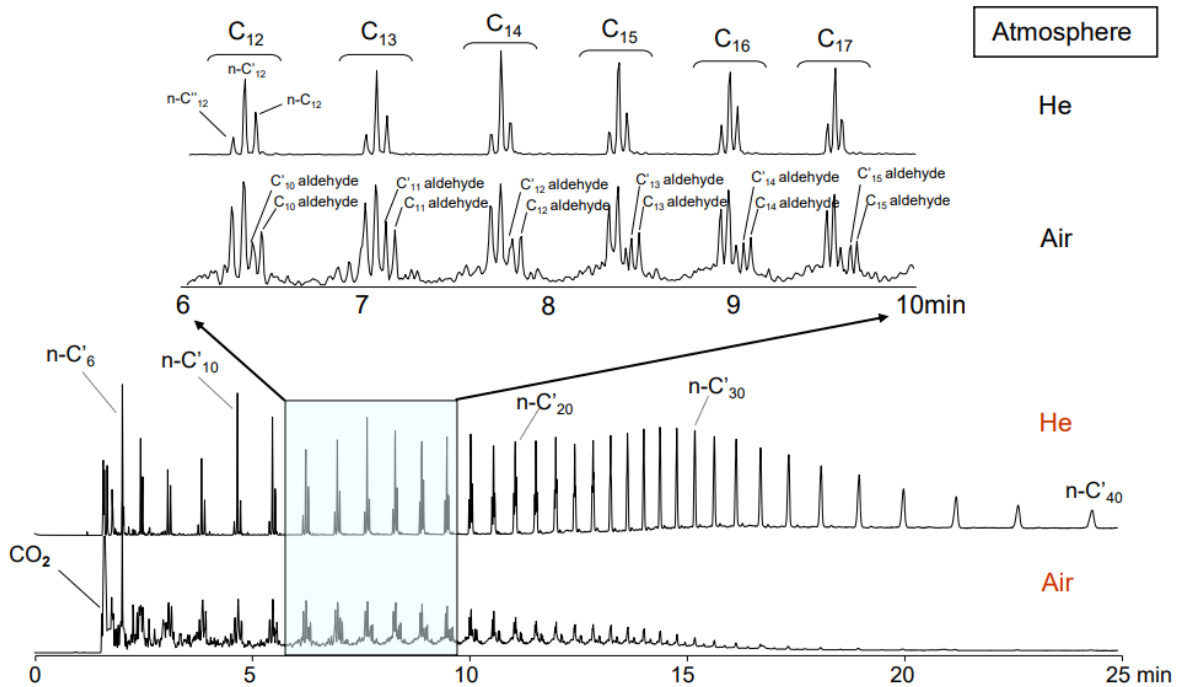 C₁₂ C₁₃ C₁₄ C₁₅ C₁₆ C₁₇
Atmosphere
n-C'₁₂
n-C''₁₂ n-C₁₂
He
C'₁₀ aldehyde C'₁₁ aldehyde C'₁₂ aldehyde C'₁₃ aldehyde C'₁₄ aldehyde C'₁₅ aldehyde
C₁₀ aldehyde C₁₁ aldehyde C₁₂ aldehyde C₁₃ aldehyde C₁₄ aldehyde C₁₅ aldehyde
Air
6 7 8 9 10min
n-C'₆ n-C'₁₀ n-C'₂₀ n-C'₃₀
He
n-C'₄₀
CO₂
Air
0 5 10 15 20 25 min